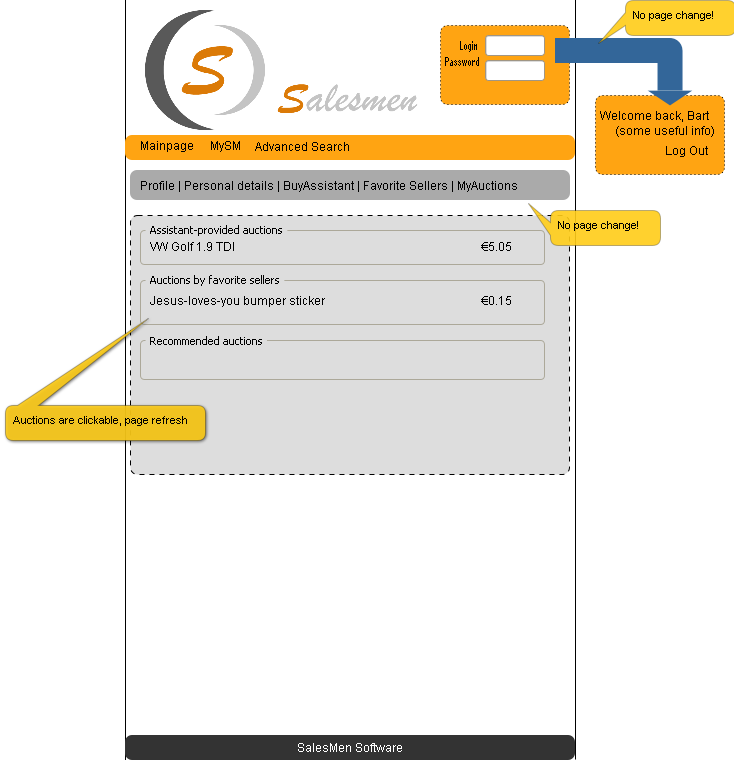 No page change!
S
Salesmen
Login
Password
Welcome back, Bart
(some useful info)
Log Out
Mainpage MySM Advanced Search
Profile | Personal details | BuyAssistant | Favorite Sellers | MyAuctions
No page change!
Assistant-provided auctions
VW Golf 1.9 TDI €5.05
Auctions by favorite sellers
Jesus-loves-you bumper sticker €0.15
Recommended auctions
Auctions are clickable, page refresh
SalesMen Software